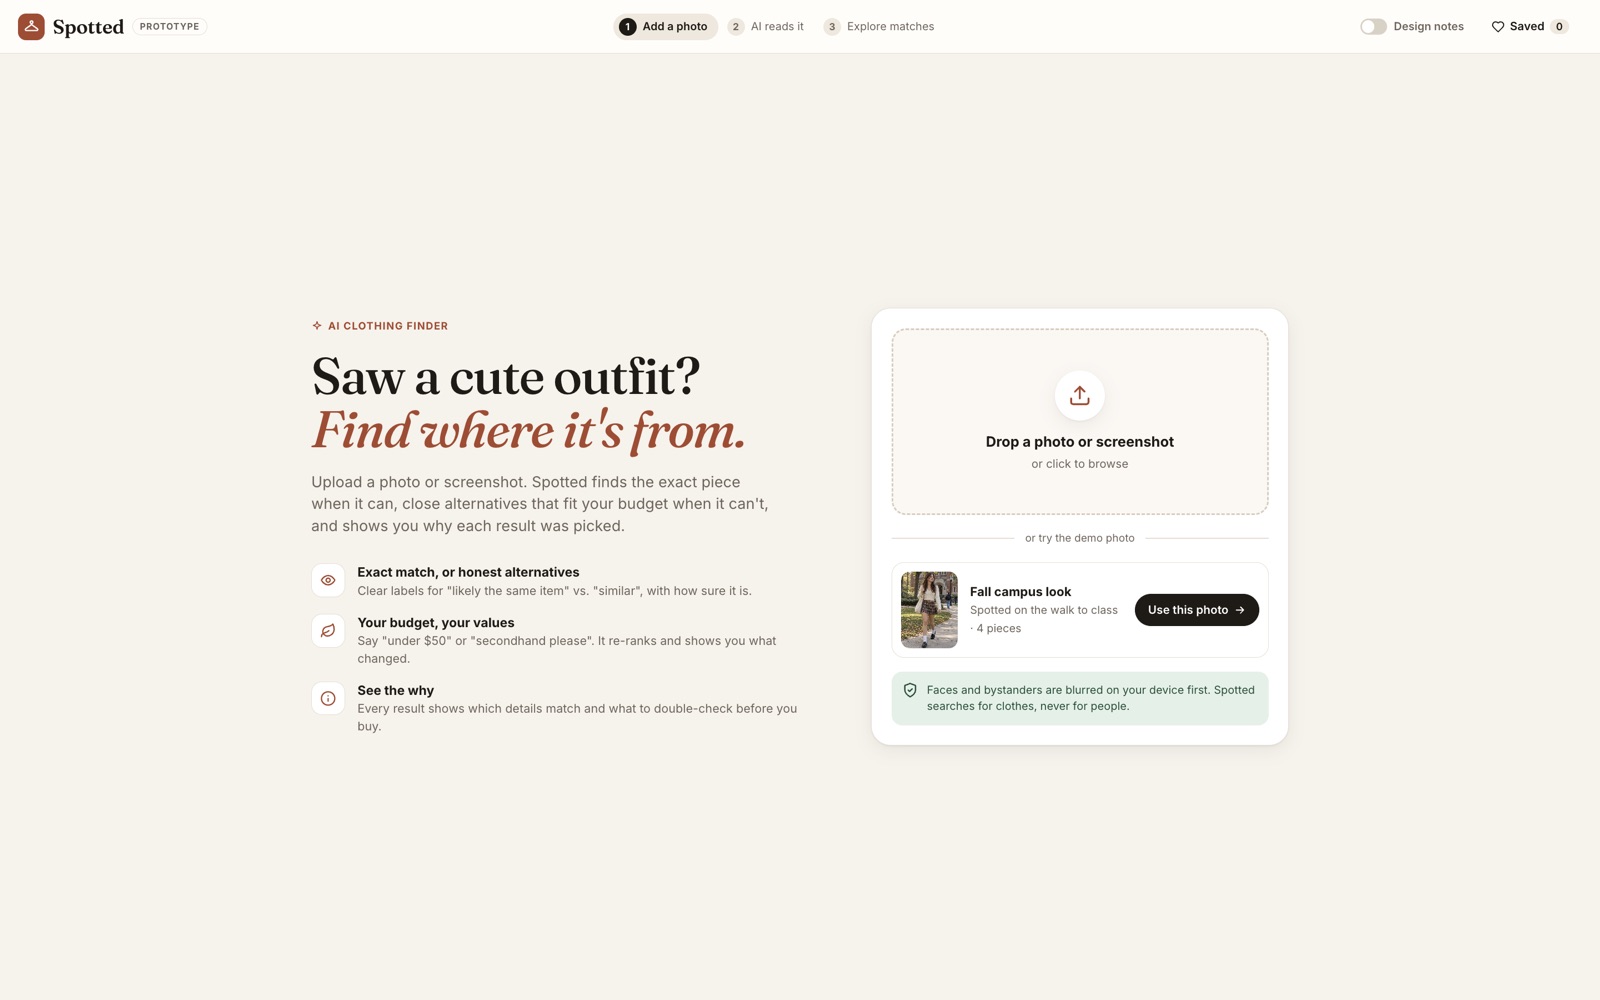 Spotted
PROTOTYPE
1 Add a photo
2 AI reads it
3 Explore matches
Design notes
Saved 0
AI CLOTHING FINDER
Saw a cute outfit?
Find where it's from.
Upload a photo or screenshot. Spotted finds the exact piece
when it can, close alternatives that fit your budget when it can't,
and shows you why each result was picked.
Exact match, or honest alternatives
Clear labels for "likely the same item" vs. "similar", with how sure it is.
Your budget, your values
Say "under $50" or "secondhand please". It re-ranks and shows you what
changed.
See the why
Every result shows which details match and what to double-check before you
buy.
Drop a photo or screenshot
or click to browse
or try the demo photo
Fall campus look
Spotted on the walk to class
· 4 pieces
Use this photo →
Faces and bystanders are blurred on your device first. Spotted
searches for clothes, never for people.